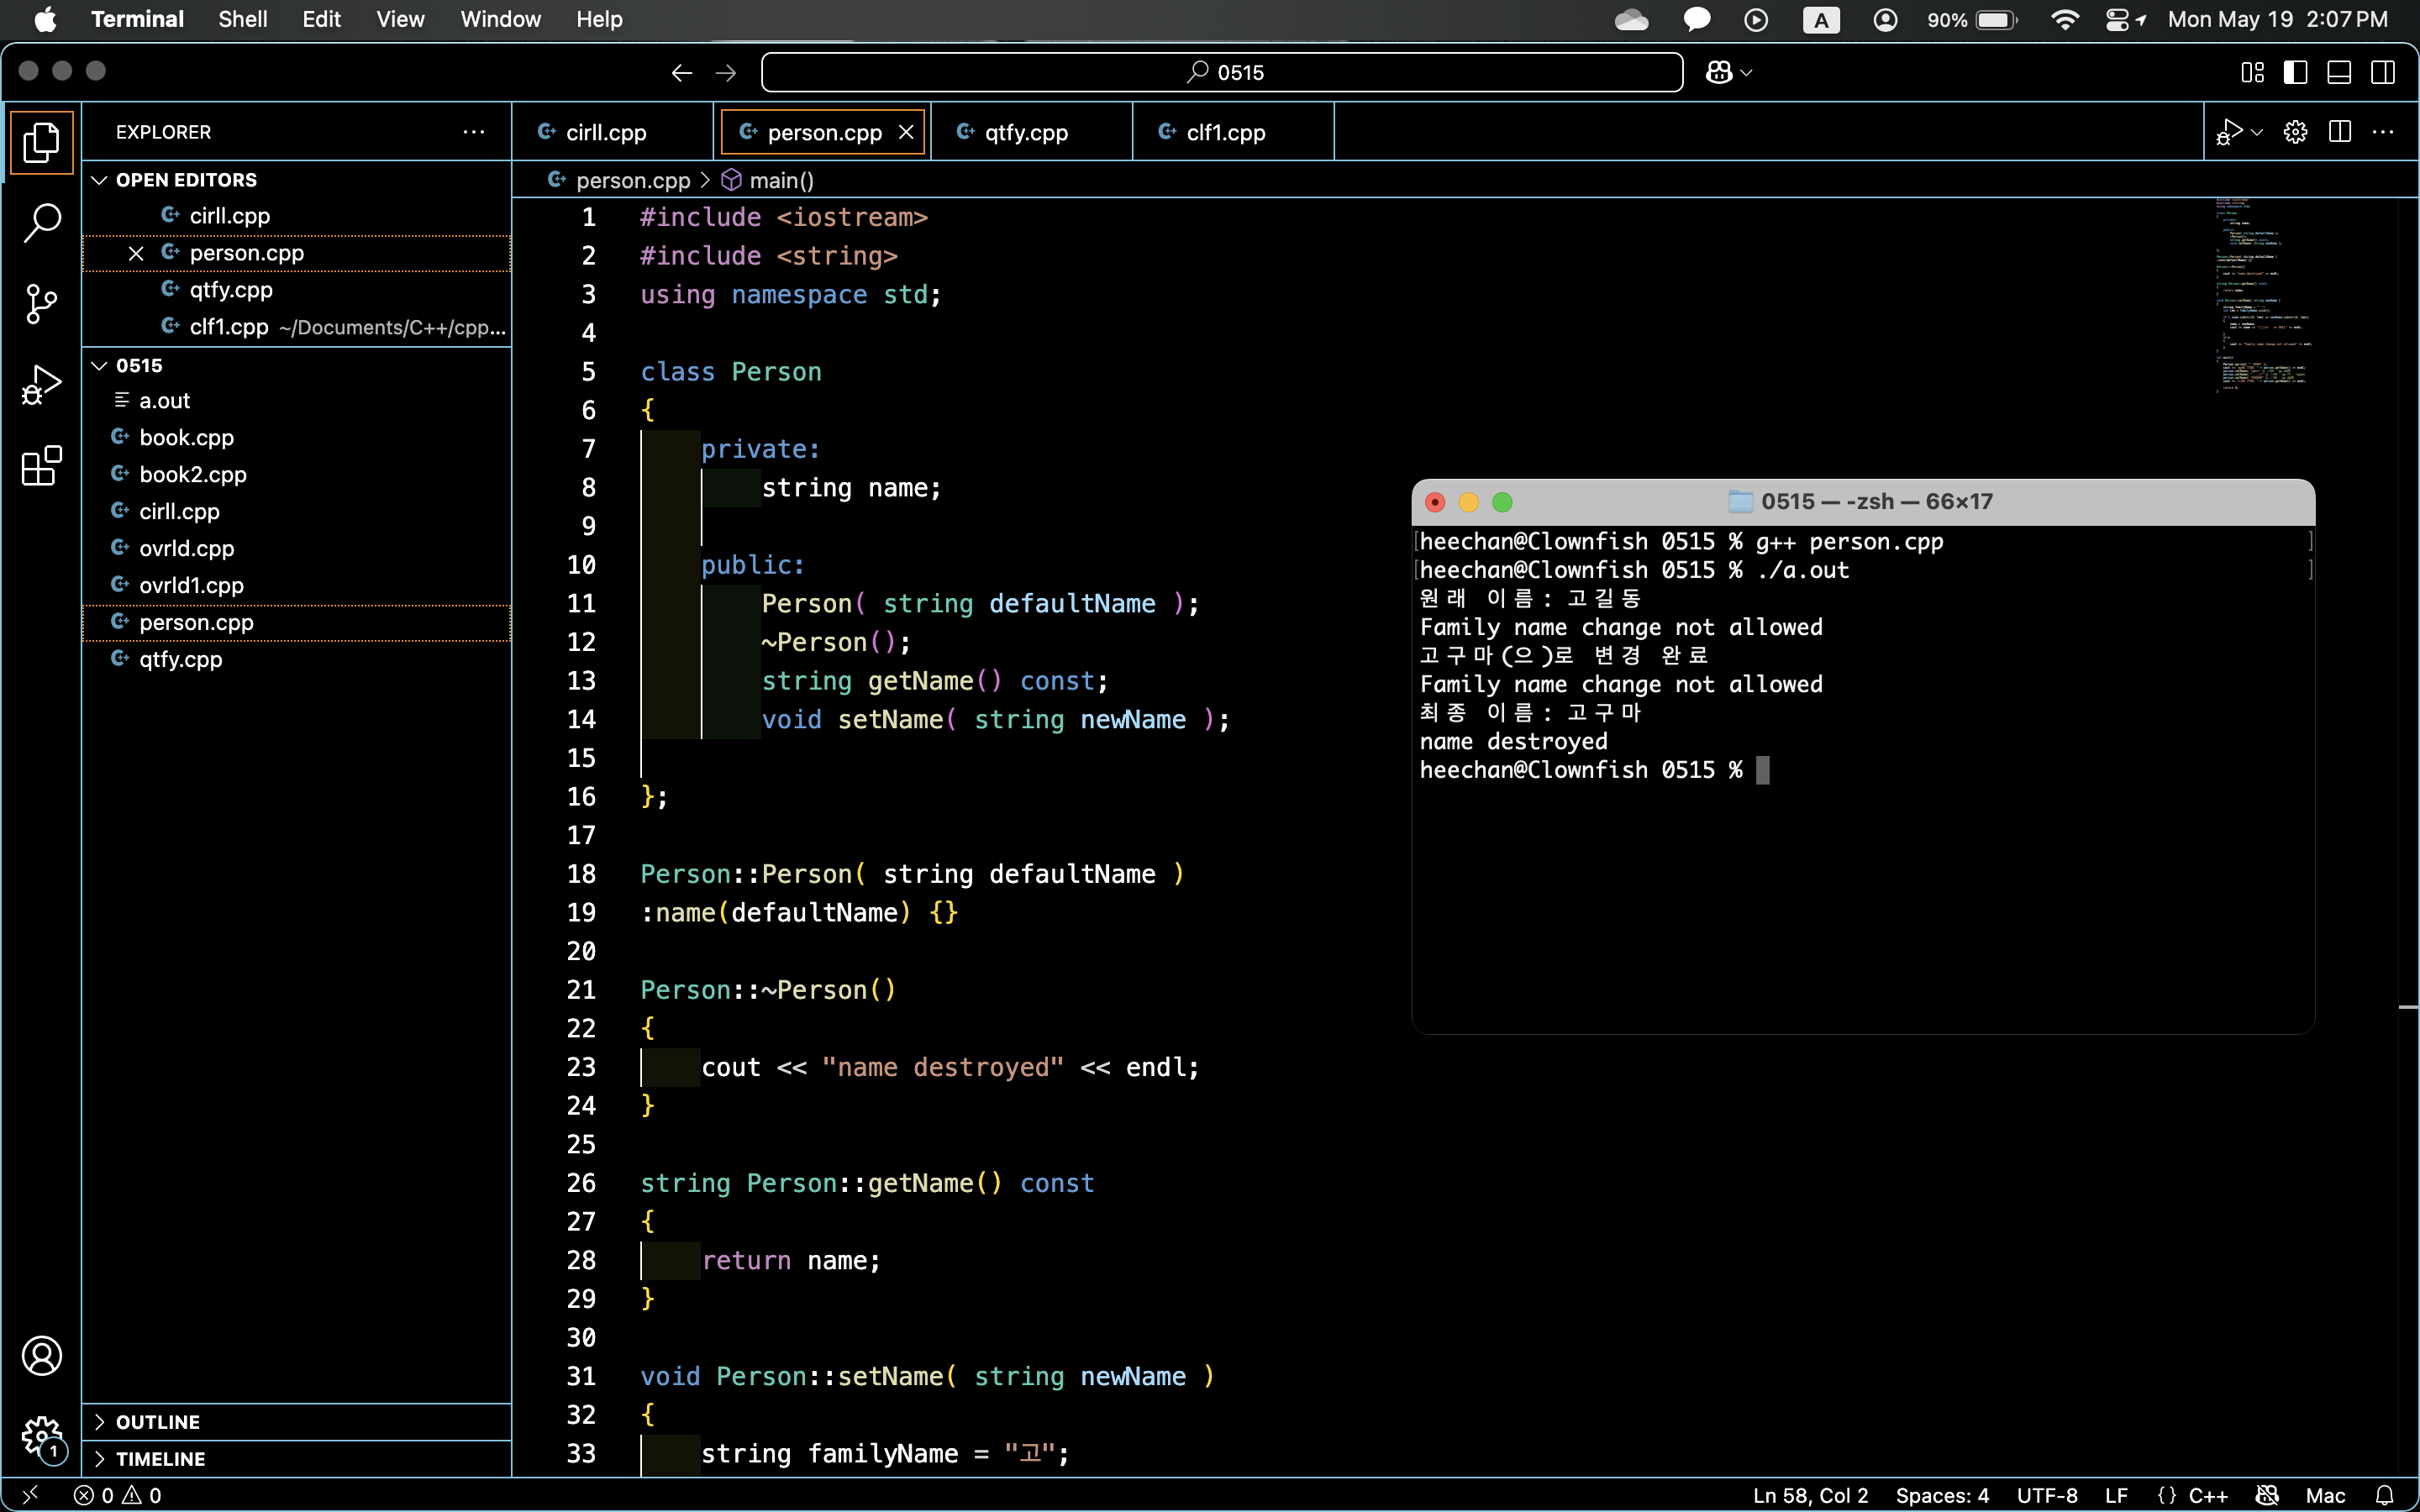 Terminal Shell Edit View Window Help A 90% Mon May 19 2:07 PM
0515
EXPLORER
OPEN EDITORS
cirll.cpp
person.cpp
qtfy.cpp
clf1.cpp ~/Documents/C++/cpp...
0515
a.out
book.cpp
book2.cpp
cirll.cpp
ovrld.cpp
ovrld1.cpp
person.cpp
qtfy.cpp
OUTLINE
TIMELINE
cirll.cpp person.cpp qtfy.cpp clf1.cpp
person.cpp > main()
1 #include <iostream>
2 #include <string>
3 using namespace std;
4
5 class Person
6 {
7 private:
8 string name;
9
10 public:
11 Person( string defaultName );
12 ~Person();
13 string getName() const;
14 void setName( string newName );
15
16 };
17
18 Person::Person( string defaultName )
19 :name(defaultName) {}
20
21 Person::~Person()
22 {
23 cout << "name destroyed" << endl;
24 }
25
26 string Person::getName() const
27 {
28 return name;
29 }
30
31 void Person::setName( string newName )
32 {
33 string familyName = "고";
0515 — -zsh — 66×17
[heechan@Clownfish 0515 % g++ person.cpp ]
[heechan@Clownfish 0515 % ./a.out ]
원래 이름: 고길동
Family name change not allowed
고구마(으)로 변경 완료
Family name change not allowed
최종 이름: 고구마
name destroyed
heechan@Clownfish 0515 %
1
0 0 Ln 58, Col 2 Spaces: 4 UTF-8 LF {} C++ Mac